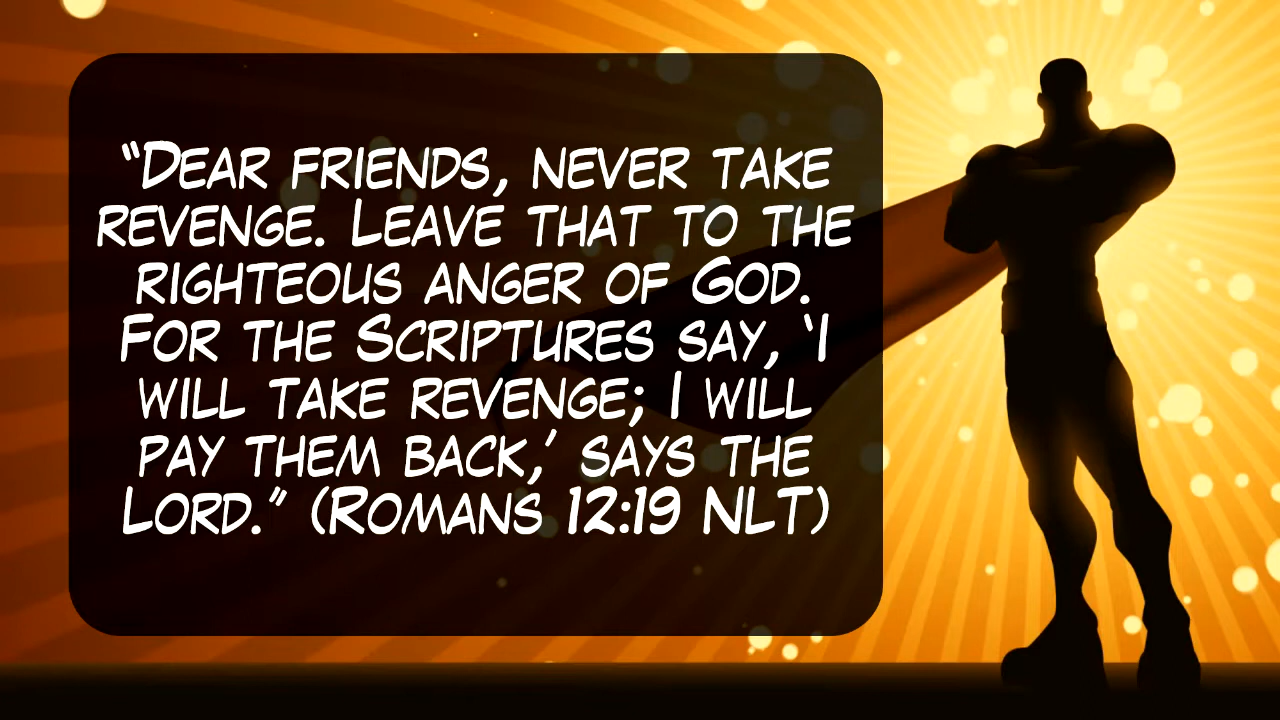 “Dear friends, never take
revenge. Leave that to the
righteous anger of God.
For the Scriptures say, ‘I
will take revenge; I will
pay them back,’ says the
Lord.” (Romans 12:19 NLT)